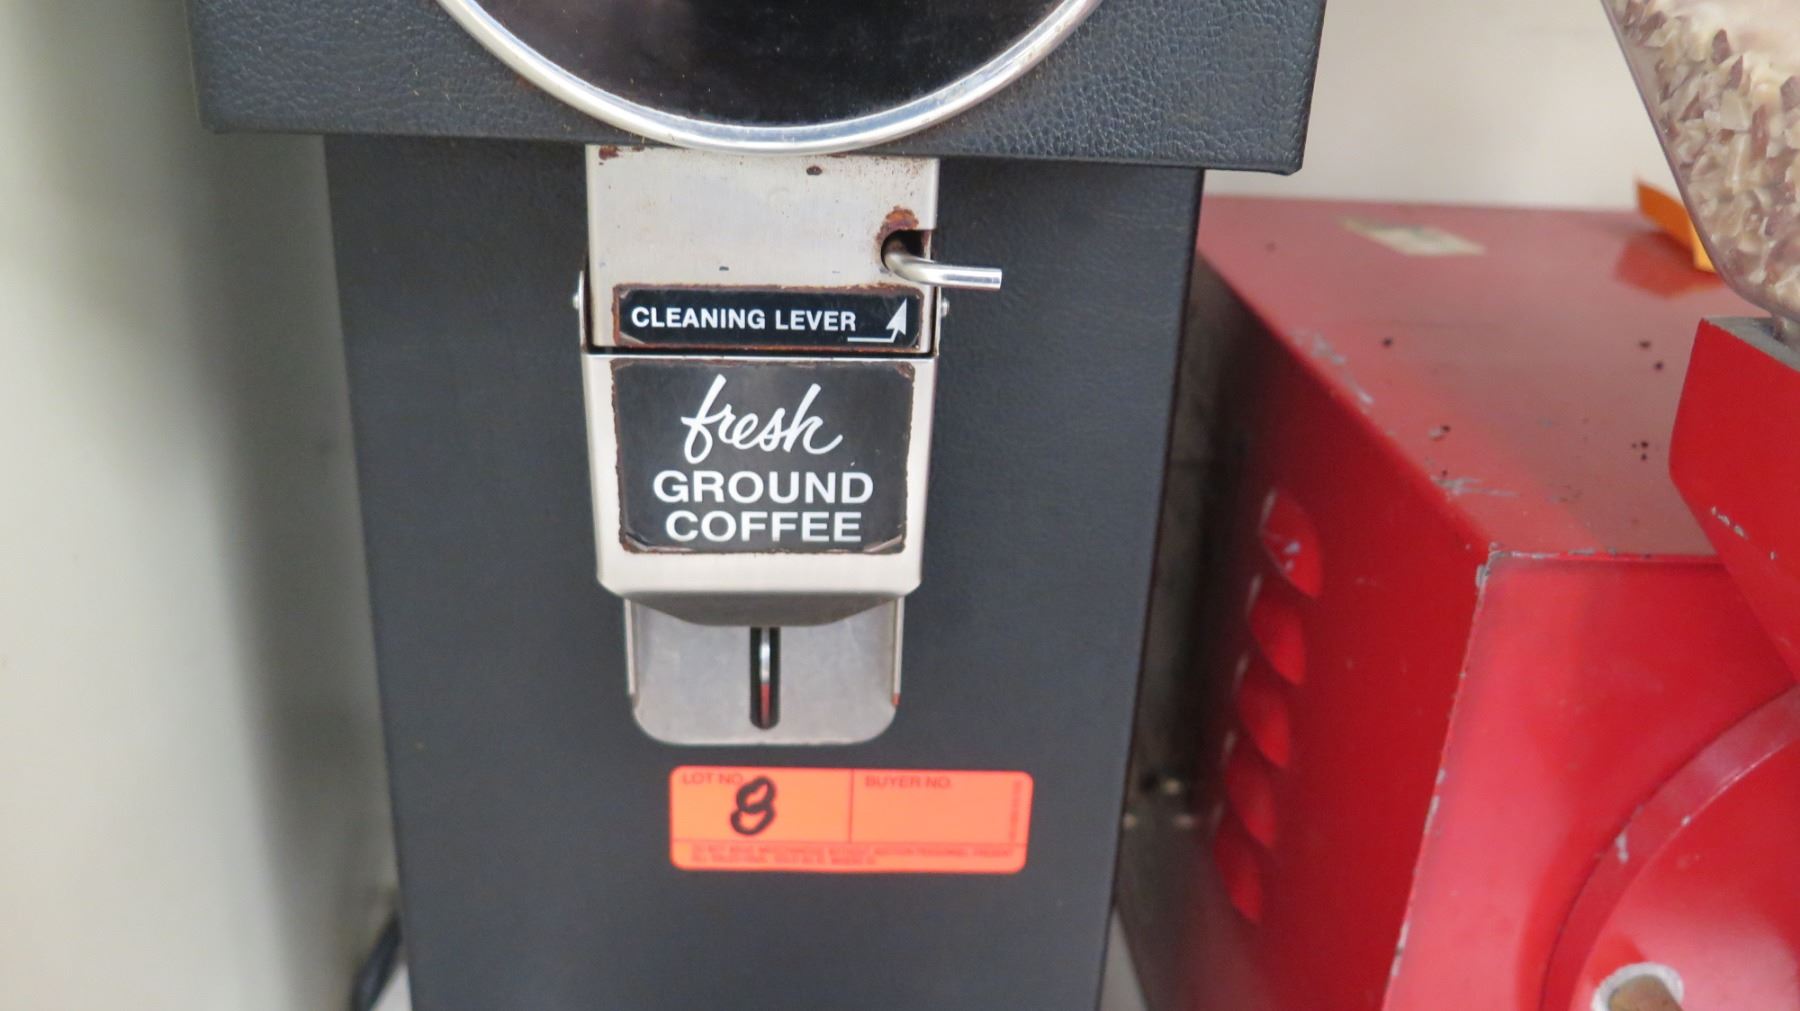 CLEANING LEVER
fresh
GROUND
COFFEE
LOT NO. BUYER NO.
8